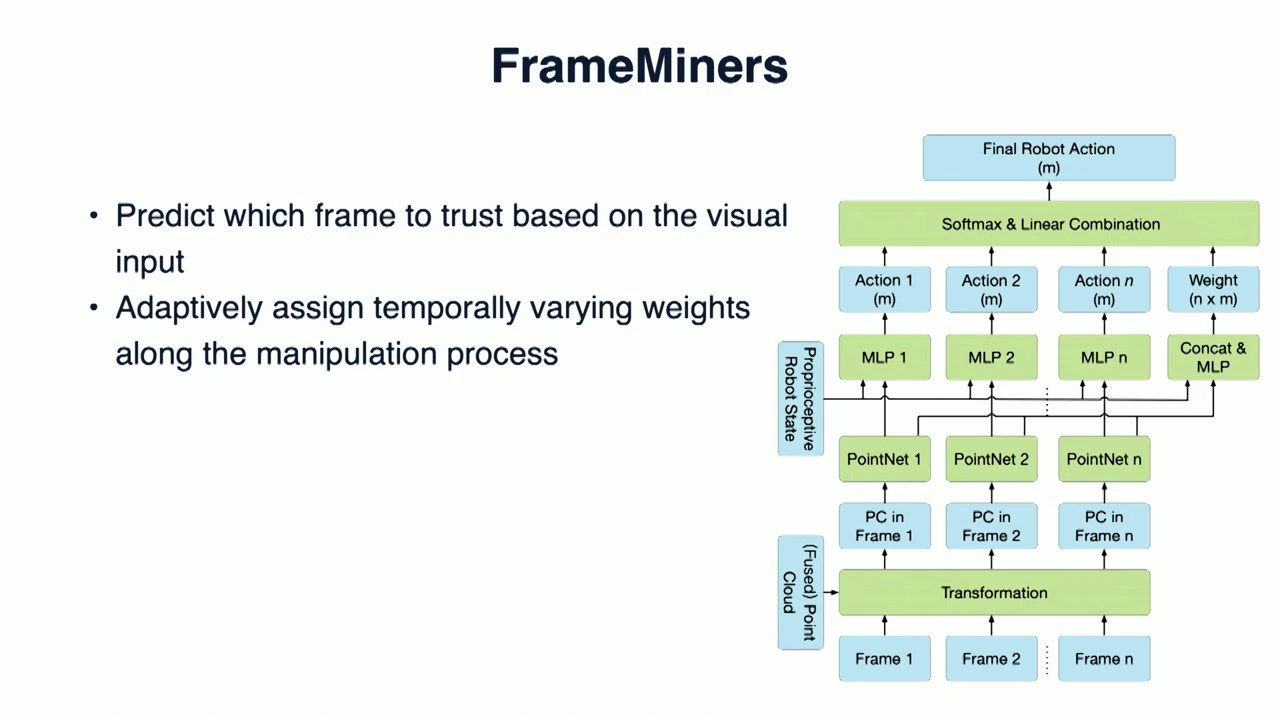 FrameMiners
• Predict which frame to trust based on the visual
input
• Adaptively assign temporally varying weights
along the manipulation process
Final Robot Action
(m)
Softmax & Linear Combination
Action 1
(m)
Action 2
(m)
Action n
(m)
Weight
(n x m)
MLP 1
MLP 2
MLP n
Concat &
MLP
Proprioceptive
Robot State
PointNet 1
PointNet 2
PointNet n
PC in
Frame 1
PC in
Frame 2
PC in
Frame n
(Fused) Point
Cloud
Transformation
Frame 1
Frame 2
Frame n